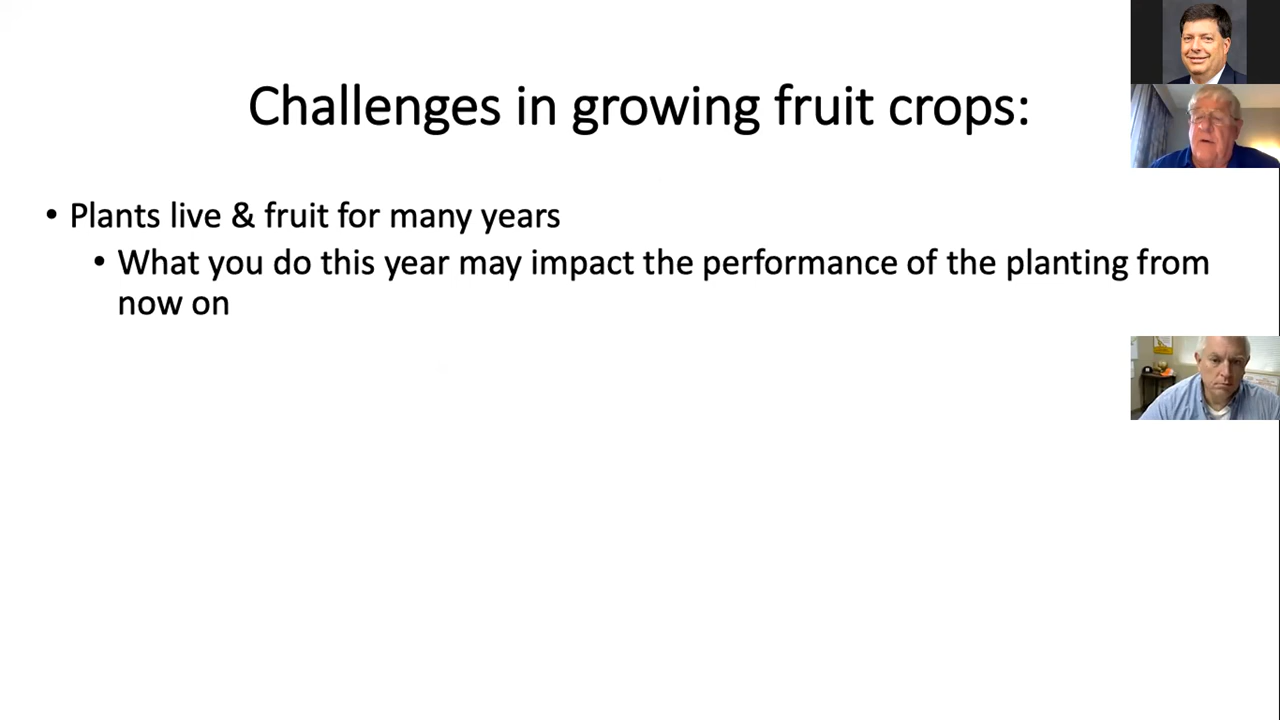 Challenges in growing fruit crops:
• Plants live & fruit for many years
• What you do this year may impact the performance of the planting from
now on